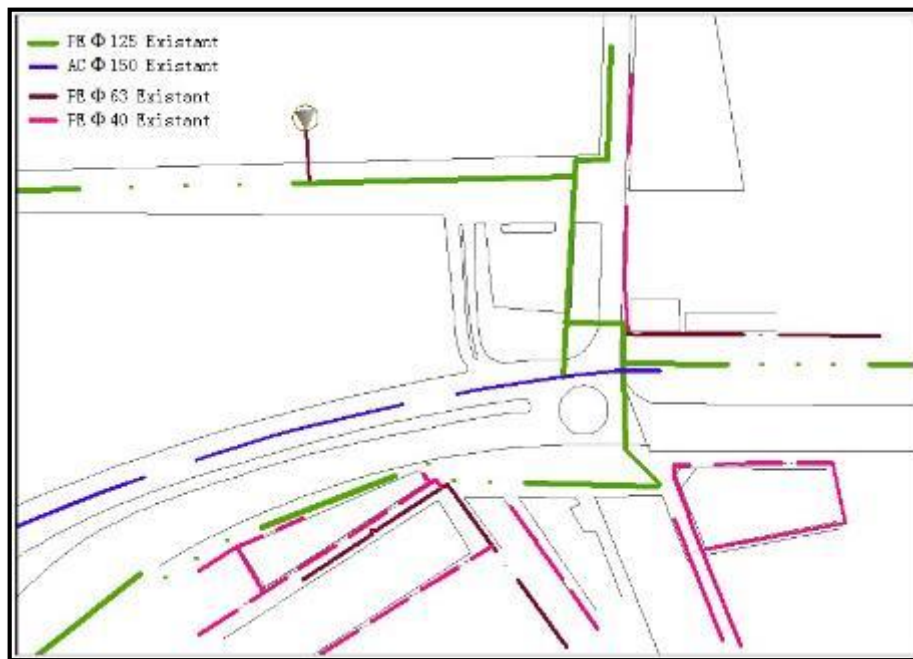 PE Φ 125 Existant
AC Φ 150 Existant
PE Φ 63 Existant
PE Φ 40 Existant